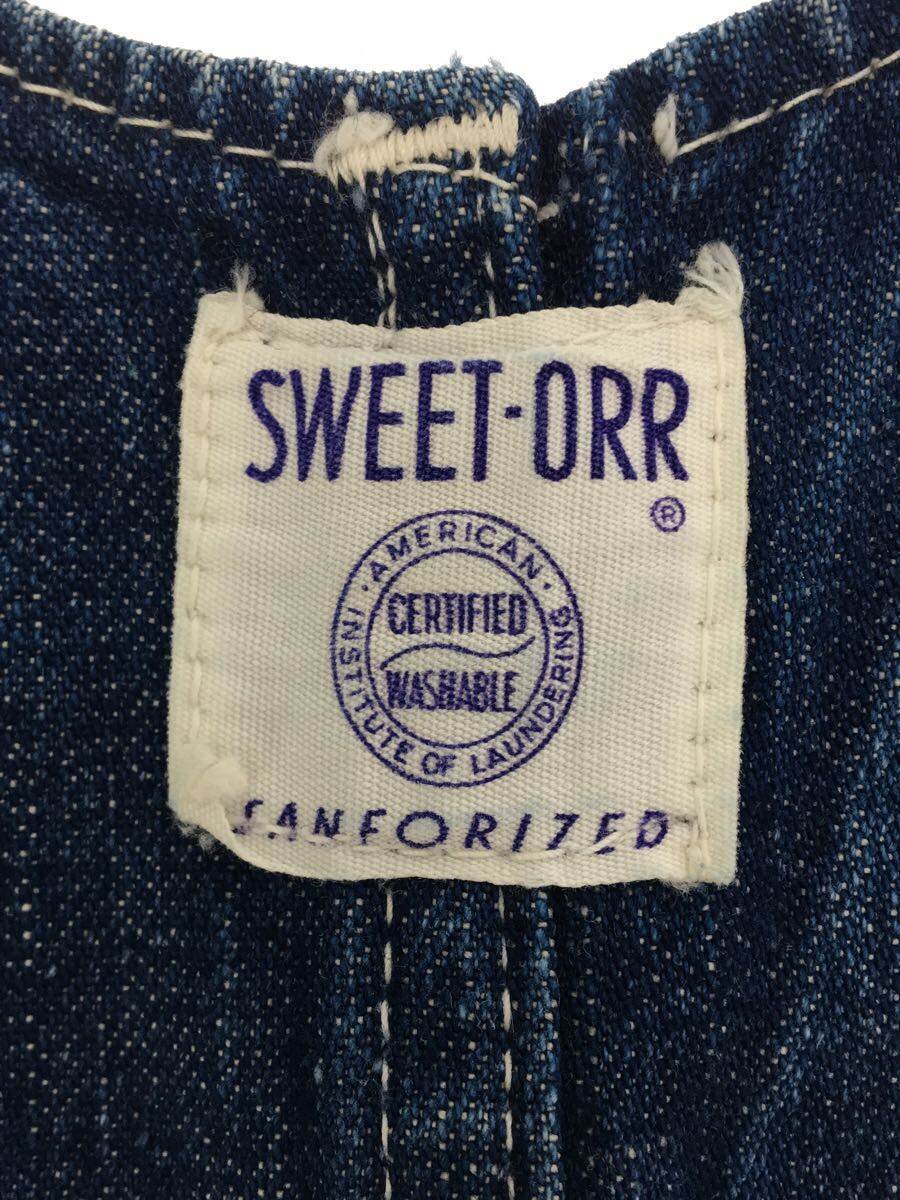 SWEET-ORR
®
· AMERICAN ·
INSTITUTE OF LAUNDERING
CERTIFIED
WASHABLE
SANFORIZED